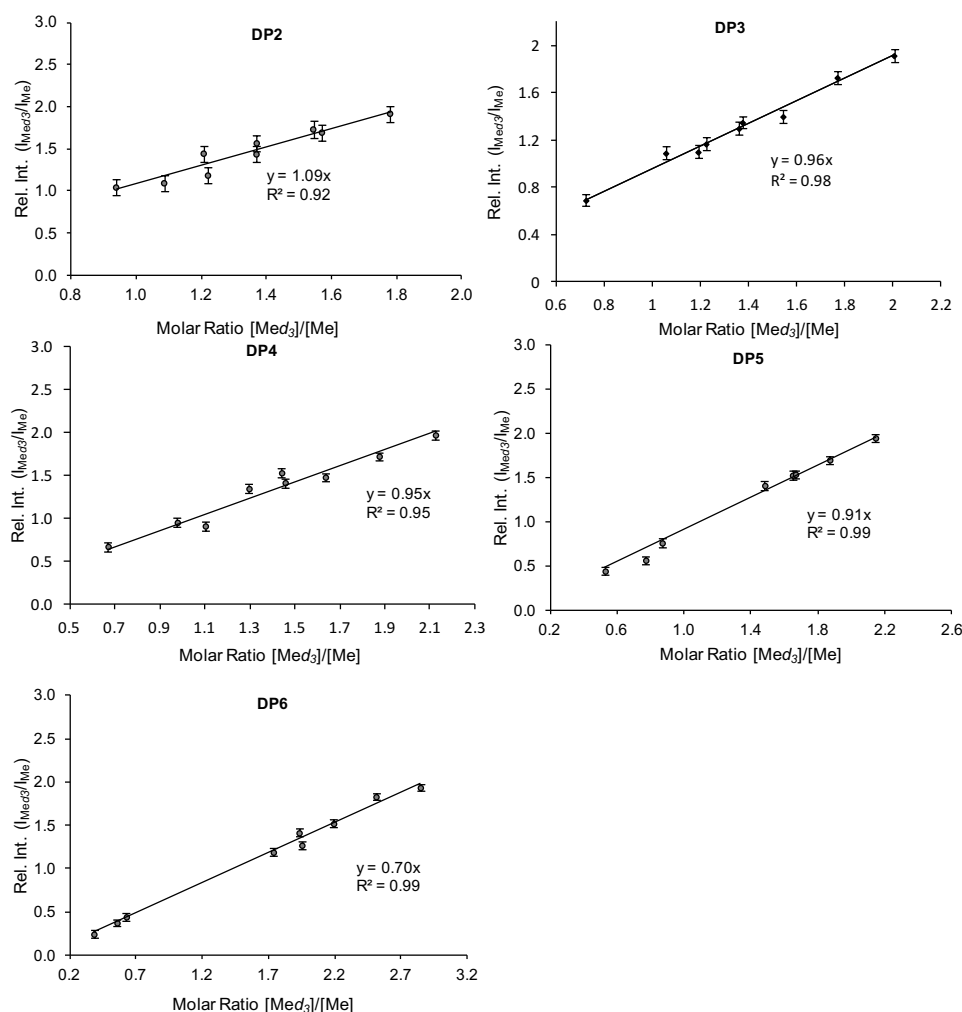 DP2
3.0
2.5
2.0
1.5
1.0
0.5
0.0
Rel. Int. (I_Med3/I_Me)
y = 1.09x
R² = 0.92
0.8 1.0 1.2 1.4 1.6 1.8 2.0
Molar Ratio [Med3]/[Me]
DP3
2
1.6
1.2
0.8
0.4
0
Rel. Int. (I_Med3/I_Me)
y = 0.96x
R² = 0.98
0.6 0.8 1 1.2 1.4 1.6 1.8 2 2.2
Molar Ratio [Med3]/[Me]
DP4
3.0
2.5
2.0
1.5
1.0
0.5
0.0
Rel. Int. (I_Med3/I_Me)
y = 0.95x
R² = 0.95
0.5 0.7 0.9 1.1 1.3 1.5 1.7 1.9 2.1 2.3
Molar Ratio [Med3]/[Me]
DP5
3.0
2.5
2.0
1.5
1.0
0.5
0.0
Rel. Int. (I_Med3/I_Me)
y = 0.91x
R² = 0.99
0.2 0.6 1.0 1.4 1.8 2.2 2.6
Molar Ratio [Med3]/[Me]
DP6
3.0
2.5
2.0
1.5
1.0
0.5
0.0
Rel. Int. (I_Med3/I_Me)
y = 0.70x
R² = 0.99
0.2 0.7 1.2 1.7 2.2 2.7 3.2
Molar Ratio [Med3]/[Me]